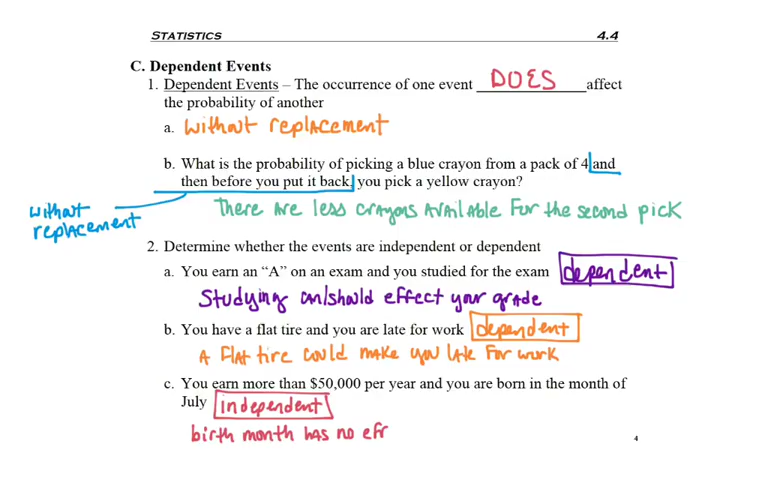 STATISTICS 4.4
C. Dependent Events
1. Dependent Events – The occurrence of one event DOES affect
the probability of another
a. Without replacement
b. What is the probability of picking a blue crayon from a pack of 4 and
then before you put it back, you pick a yellow crayon?
without
replacement
There are less crayons available for the second pick
2. Determine whether the events are independent or dependent
a. You earn an “A” on an exam and you studied for the exam dependent
Studying can/should effect your grade
b. You have a flat tire and you are late for work dependent
A flat tire could make you late for work
c. You earn more than $50,000 per year and you are born in the month of
July independent
birth month has no eff
4